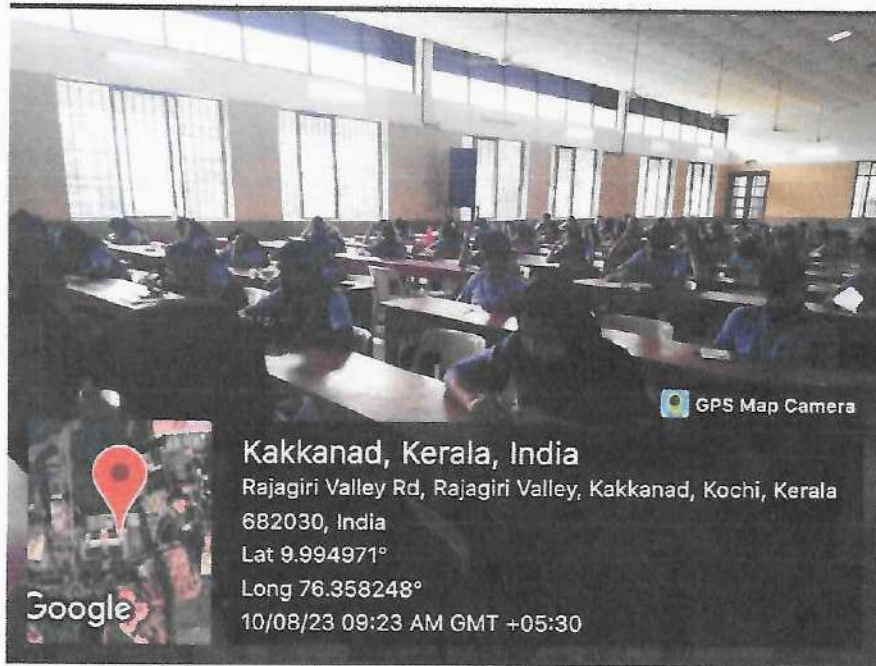 GPS Map Camera
Kakkanad, Kerala, India
Rajagiri Valley Rd, Rajagiri Valley, Kakkanad, Kochi, Kerala
682030, India
Lat 9.994971°
Long 76.358248°
10/08/23 09:23 AM GMT +05:30
Google